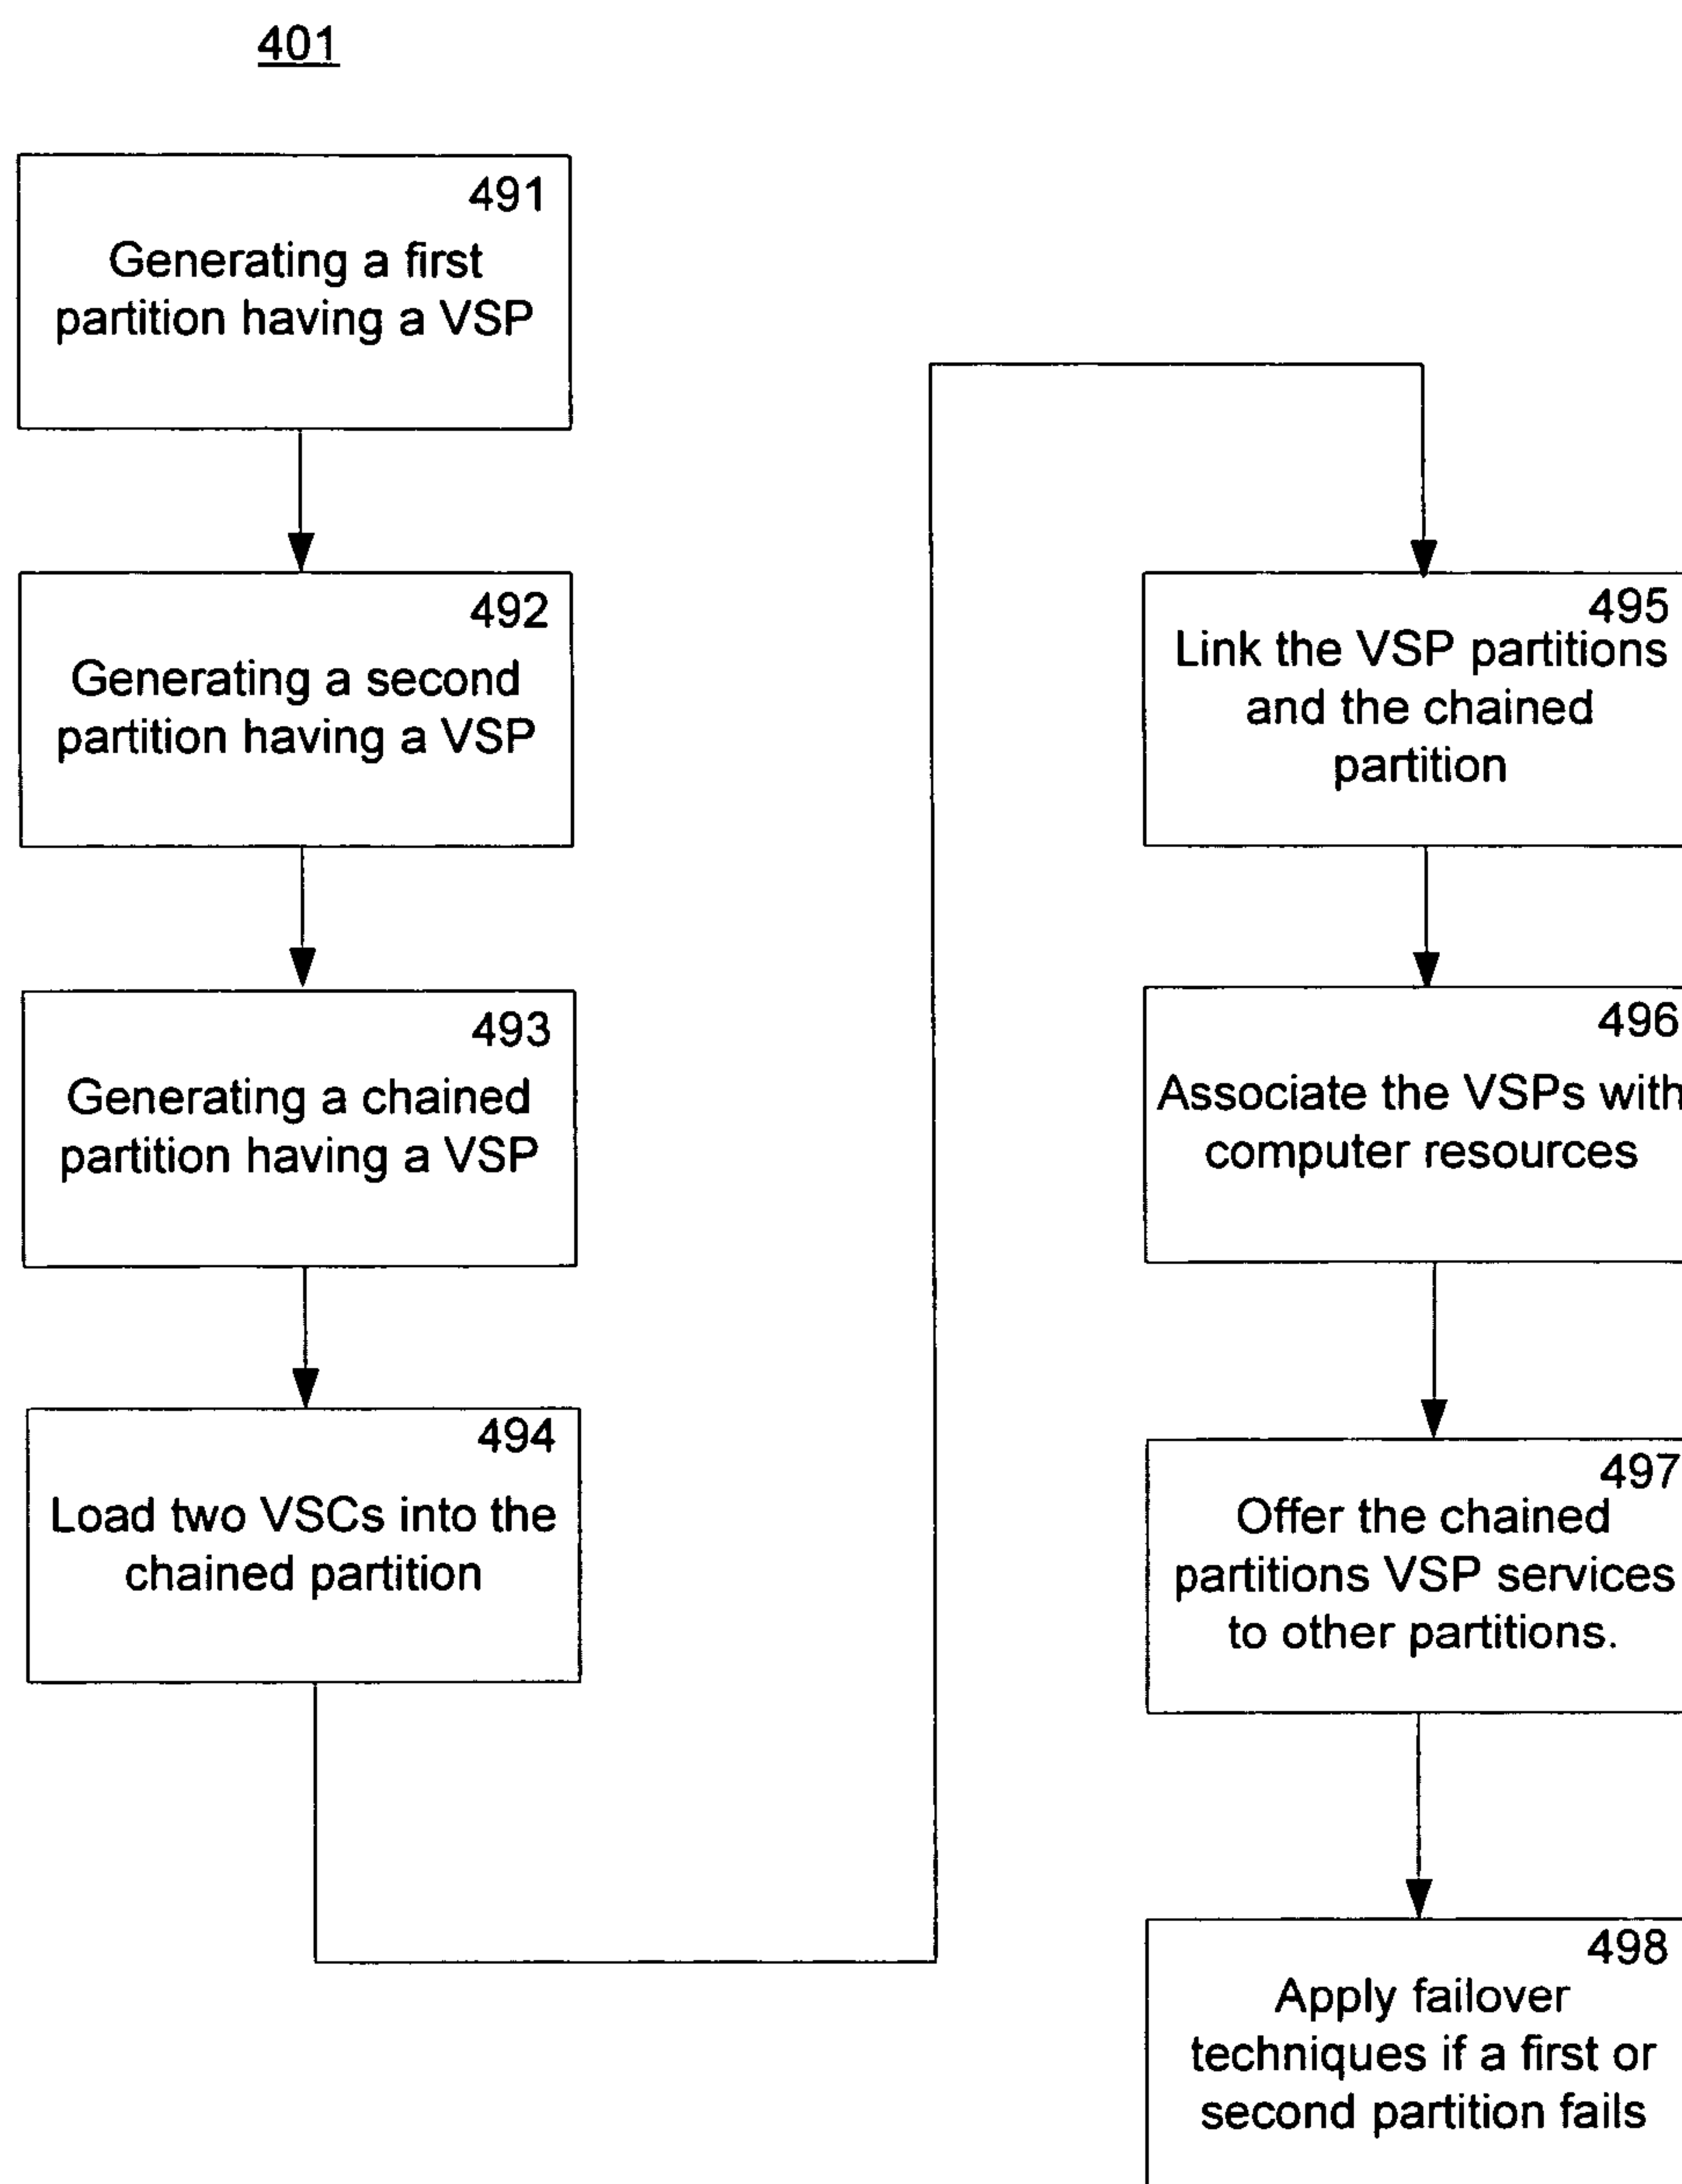 401
491
Generating a first
partition having a VSP
492
Generating a second
partition having a VSP
493
Generating a chained
partition having a VSP
494
Load two VSCs into the
chained partition
495
Link the VSP partitions
and the chained
partition
496
Associate the VSPs with
computer resources
497
Offer the chained
partitions VSP services
to other partitions.
498
Apply failover
techniques if a first or
second partition fails